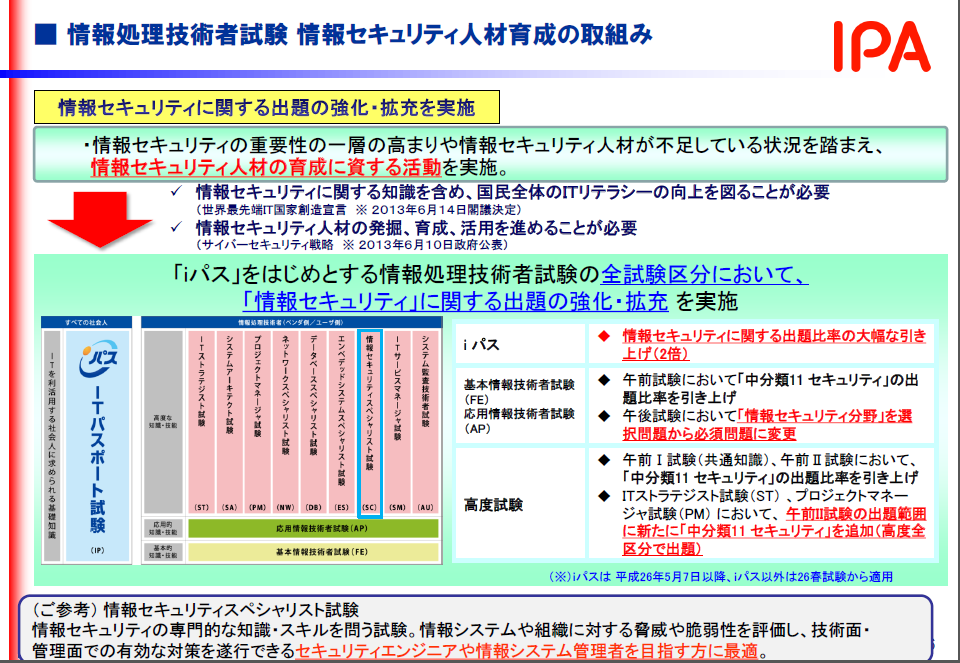 ■ 情報処理技術者試験 情報セキュリティ人材育成の取組み
IPA
情報セキュリティに関する出題の強化・拡充を実施
・情報セキュリティの重要性の一層の高まりや情報セキュリティ人材が不足している状況を踏まえ、
情報セキュリティ人材の育成に資する活動を実施。
✓ 情報セキュリティに関する知識を含め、国民全体のITリテラシーの向上を図ることが必要
（世界最先端IT国家創造宣言 ※ 2013年6月14日閣議決定）
✓ 情報セキュリティ人材の発掘、育成、活用を進めることが必要
（サイバーセキュリティ戦略 ※ 2013年6月10日政府公表）
「iパス」をはじめとする情報処理技術者試験の全試験区分において、
「情報セキュリティ」に関する出題の強化・拡充 を実施
すべての社会人
ITを利活用する社会人に求められる基礎知識
iパス
ITパスポート試験
（IP）
情報処理技術者（ベンダ側／ユーザ側）
高度な
知識・技能
ITストラテジスト試験
（ST）
システムアーキテクト試験
（SA）
プロジェクトマネージャ試験
（PM）
ネットワークスペシャリスト試験
（NW）
データベーススペシャリスト試験
（DB）
エンベデッドシステムスペシャリスト試験
（ES）
情報セキュリティスペシャリスト試験
（SC）
ITサービスマネージャ試験
（SM）
システム監査技術者試験
（AU）
応用的
知識・技能
応用情報技術者試験（AP）
基本的
知識・技能
基本情報技術者試験（FE）
i パス
◆ 情報セキュリティに関する出題比率の大幅な引き
上げ（2倍）
基本情報技術者試験
（FE）
応用情報技術者試験
（AP）
◆ 午前試験において「中分類11 セキュリティ」の出
題比率を引き上げ
◆ 午後試験において「情報セキュリティ分野」を選
択問題から必須問題に変更
高度試験
◆ 午前Ⅰ試験（共通知識）、午前Ⅱ試験において、
「中分類11 セキュリティ」の出題比率を引き上げ
◆ ITストラテジスト試験（ST）、プロジェクトマネー
ジャ試験（PM）において、午前II試験の出題範囲
に新たに「中分類11 セキュリティ」を追加（高度全
区分で出題）
（※）iパスは 平成26年5月7日以降、iパス以外は26春試験から適用
（ご参考） 情報セキュリティスペシャリスト試験
情報セキュリティの専門的な知識・スキルを問う試験。情報システムや組織に対する脅威や脆弱性を評価し、技術面・
管理面での有効な対策を遂行できるセキュリティエンジニアや情報システム管理者を目指す方に最適。